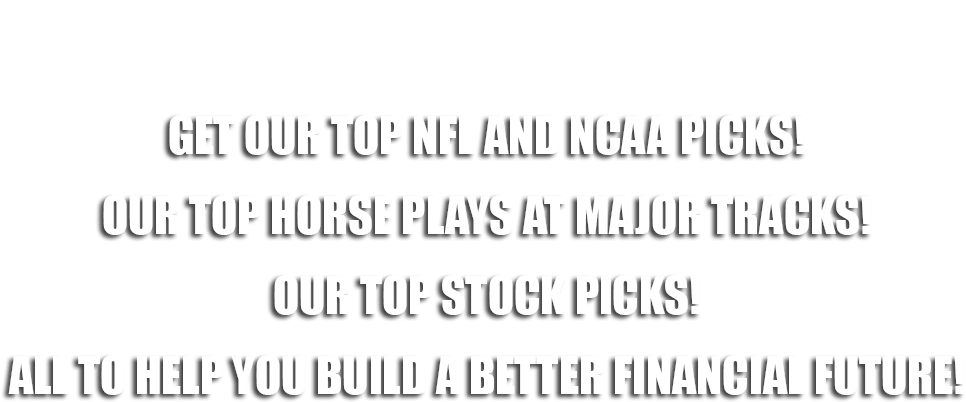 GET OUR TOP NFL AND NCAA PICKS!
OUR TOP HORSE PLAYS AT MAJOR TRACKS!
OUR TOP STOCK PICKS!
ALL TO HELP YOU BUILD A BETTER FINANCIAL FUTURE!